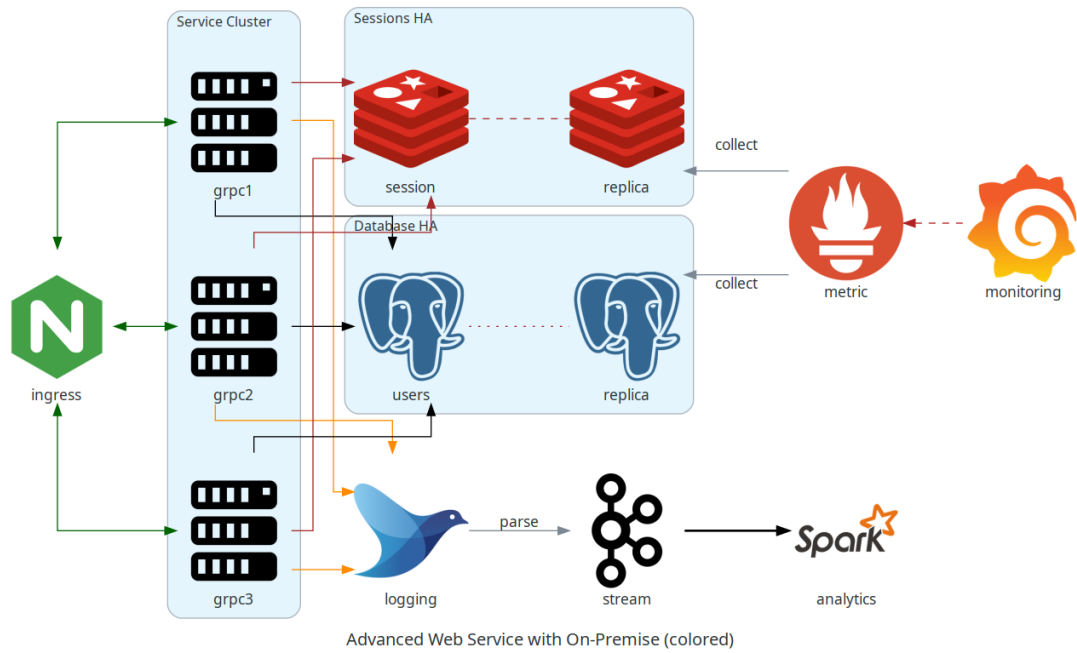 Service Cluster
Sessions HA
grpc1
session
replica
collect
Database HA
metric
monitoring
collect
N
ingress
grpc2
users
replica
parse
Spark
grpc3
logging
stream
analytics
Advanced Web Service with On-Premise (colored)